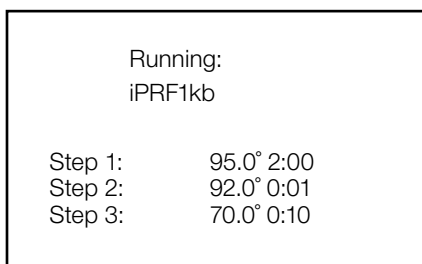 Running:
iPRF1kb
Step 1: 95.0° 2:00
Step 2: 92.0° 0:01
Step 3: 70.0° 0:10